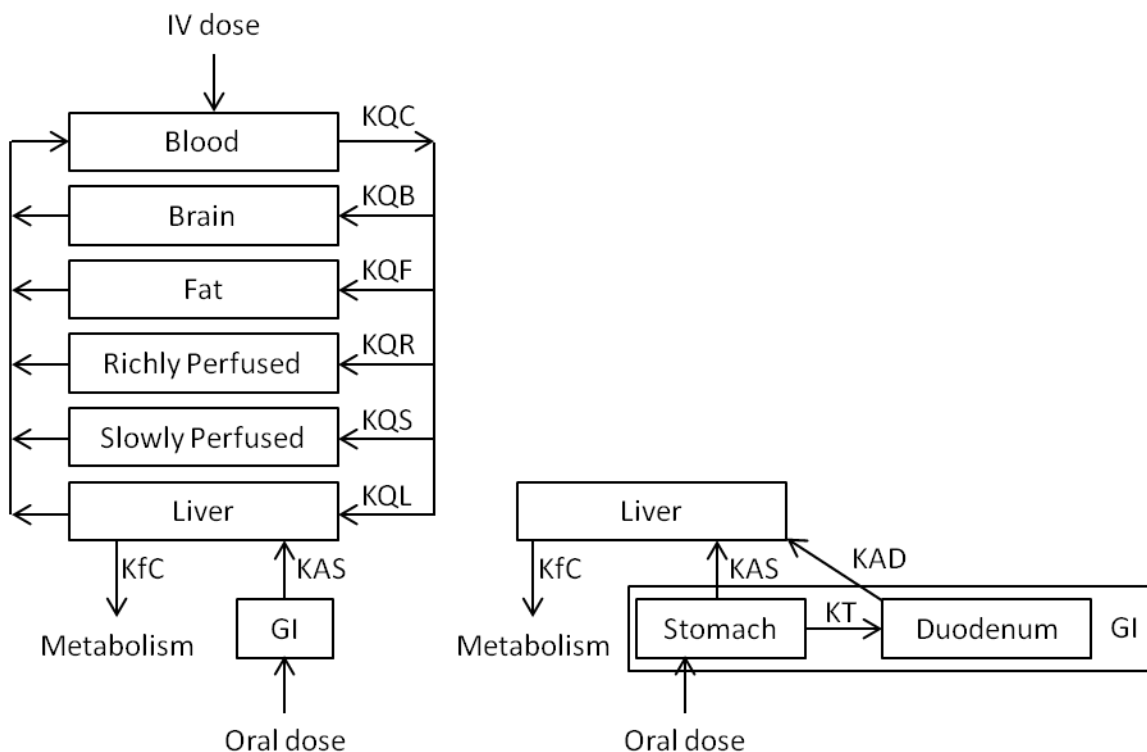 IV dose
KQC
Blood
KQB
Brain
KQF
Fat
KQR
Richly Perfused
KQS
Slowly Perfused
KQL
Liver
KfC
KAS
GI
Metabolism
Oral dose
Liver
KfC
KAS
KAD
Stomach
KT
Duodenum
GI
Metabolism
Oral dose